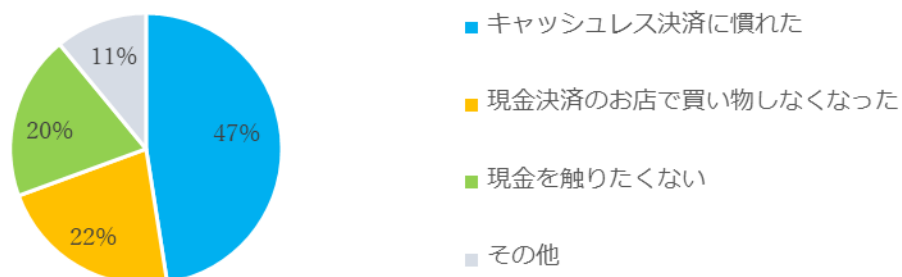 キャッシュレス決済に慣れた
11%
47%
現金決済のお店で買い物しなくなった
20%
現金を触りたくない
22%
その他